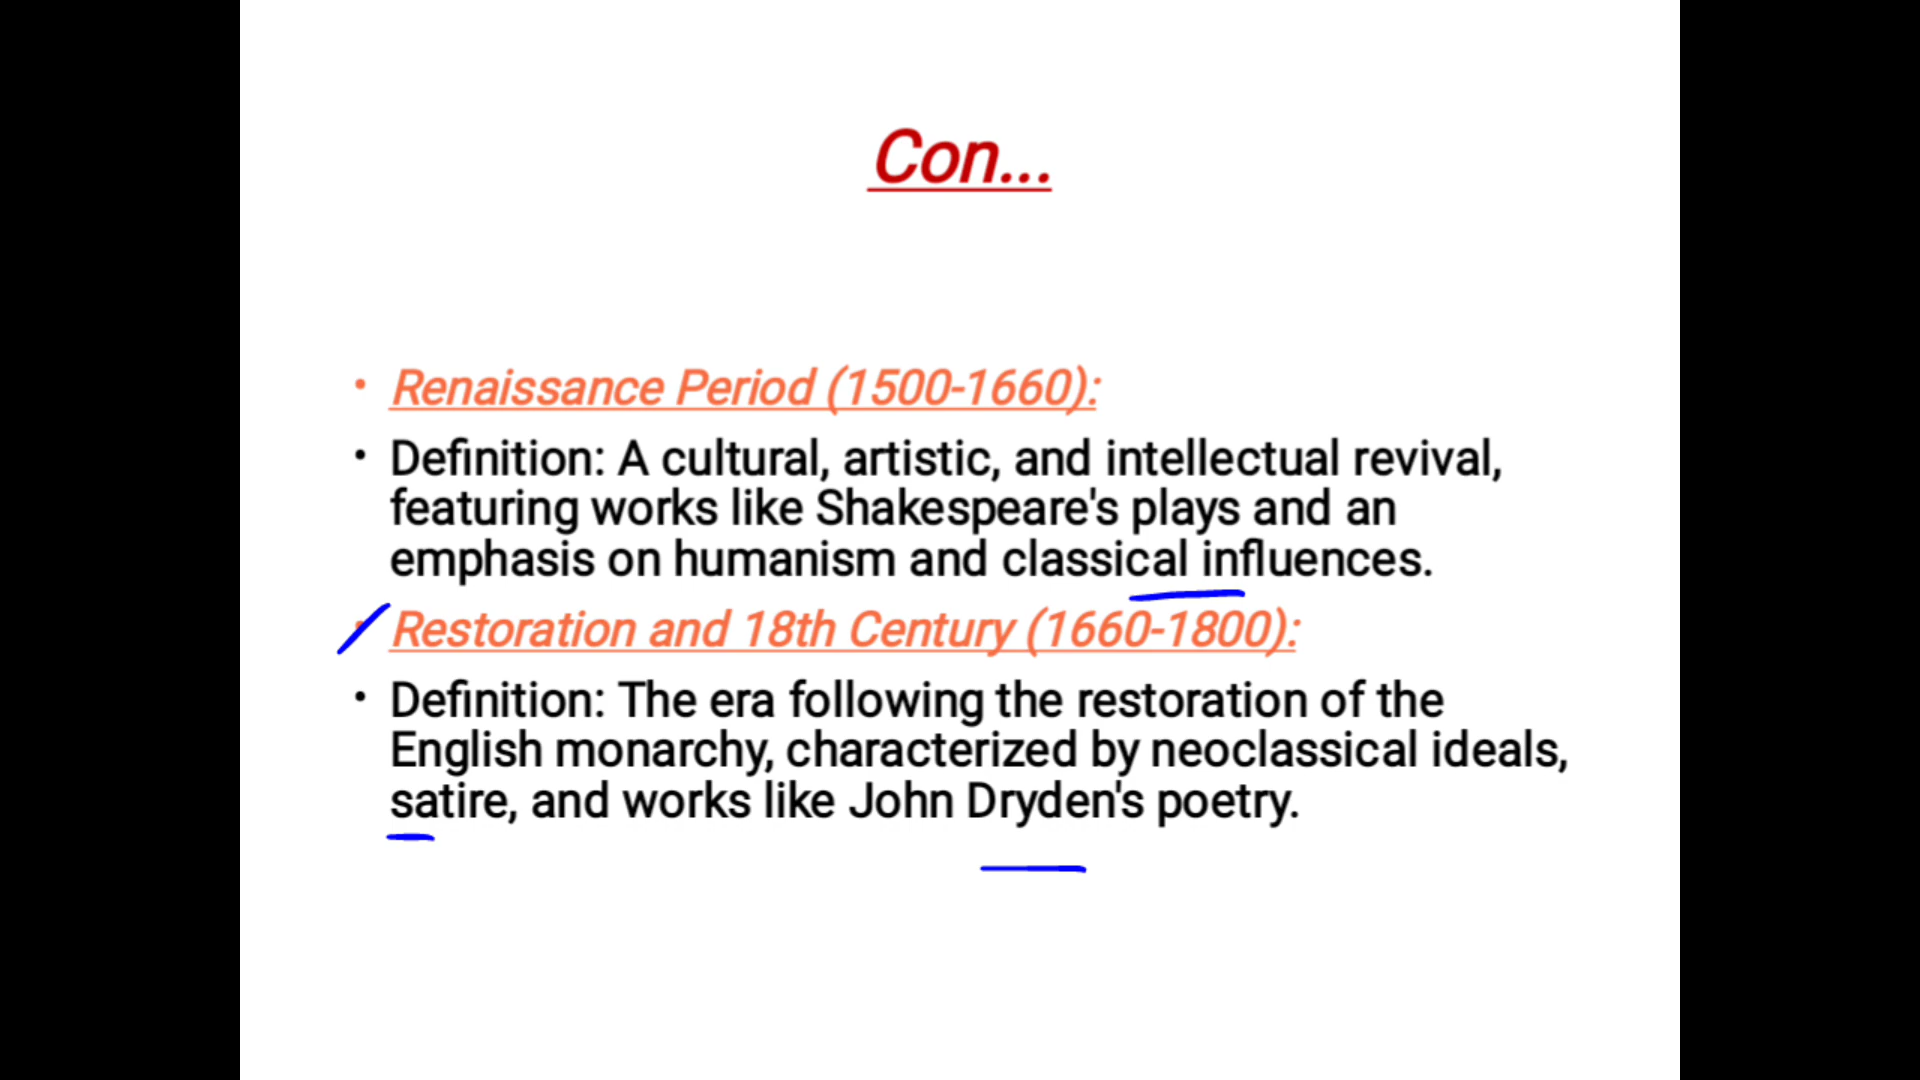 Con...
• Renaissance Period (1500-1660):
• Definition: A cultural, artistic, and intellectual revival,
featuring works like Shakespeare's plays and an
emphasis on humanism and classical influences.
• Restoration and 18th Century (1660-1800):
• Definition: The era following the restoration of the
English monarchy, characterized by neoclassical ideals,
satire, and works like John Dryden's poetry.